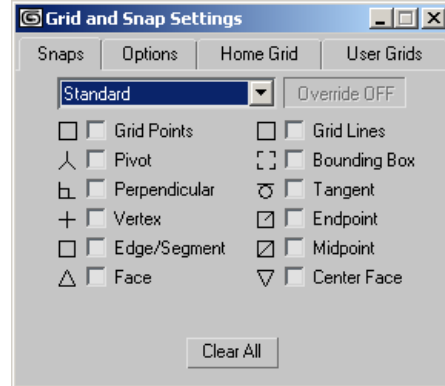 Grid and Snap Settings
Snaps Options Home Grid User Grids
Standard Override OFF
Grid Points Grid Lines
Pivot Bounding Box
Perpendicular Tangent
Vertex Endpoint
Edge/Segment Midpoint
Face Center Face
Clear All